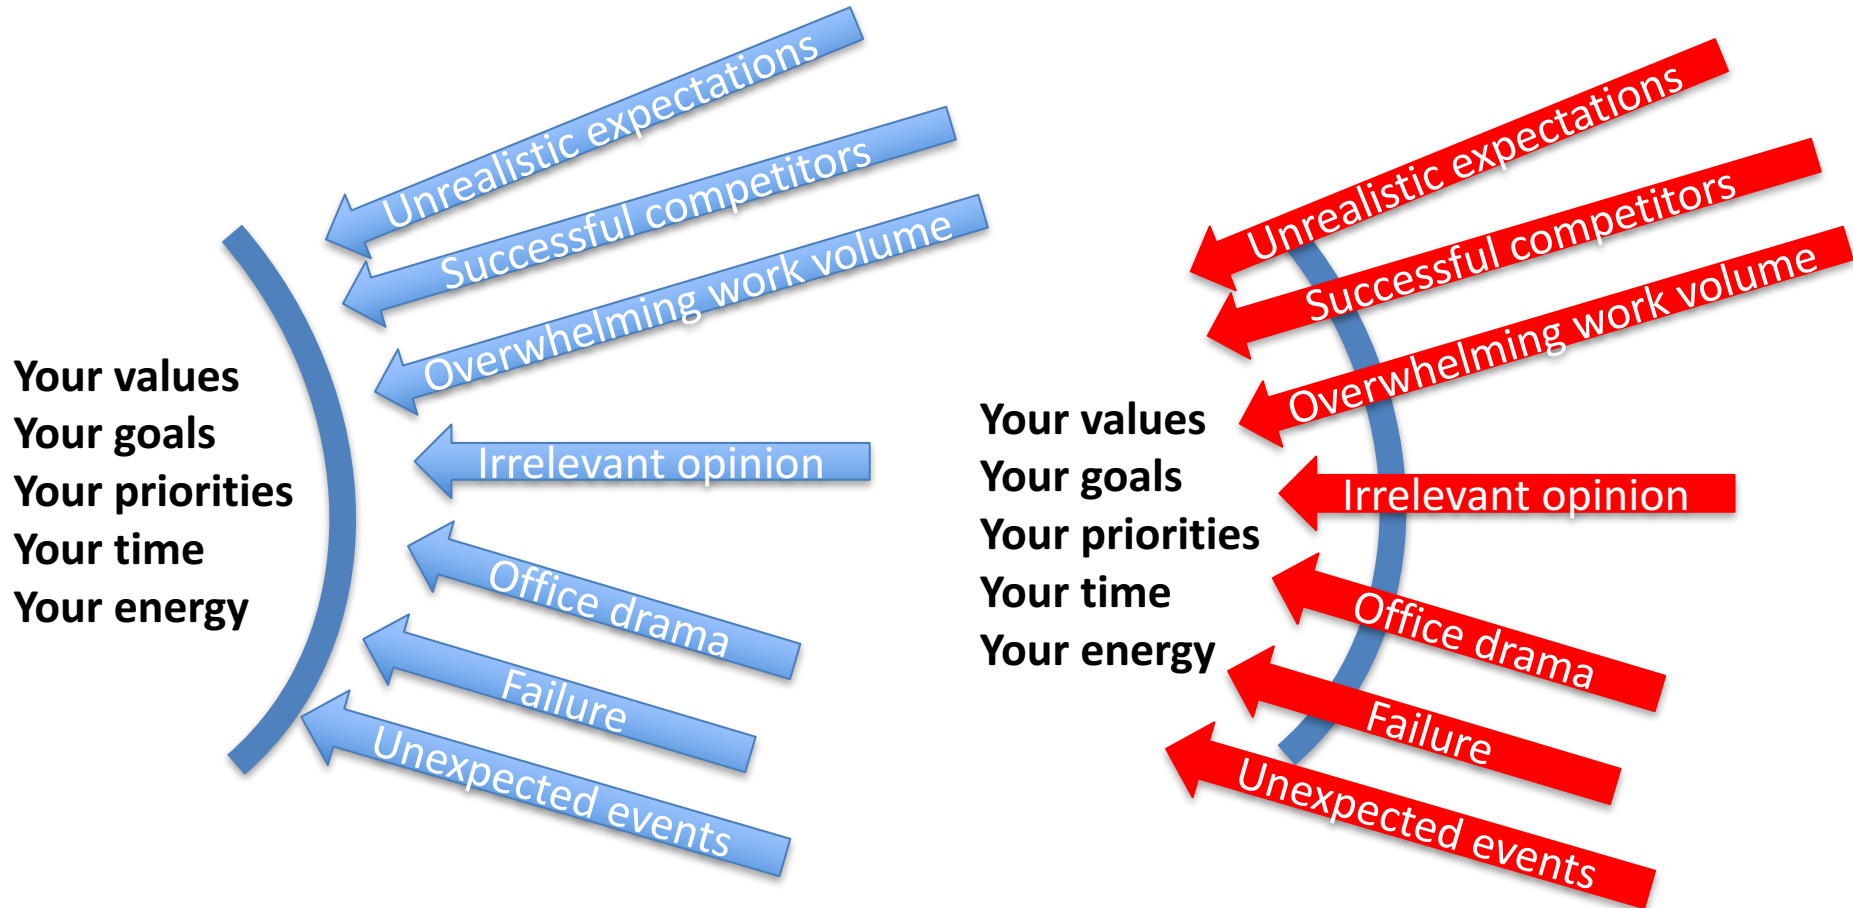 Unrealistic expectations
Successful competitors
Overwhelming work volume
Irrelevant opinion
Office drama
Failure
Unexpected events
Your values
Your goals
Your priorities
Your time
Your energy
Unrealistic expectations
Successful competitors
Overwhelming work volume
Irrelevant opinion
Office drama
Failure
Unexpected events
Your values
Your goals
Your priorities
Your time
Your energy